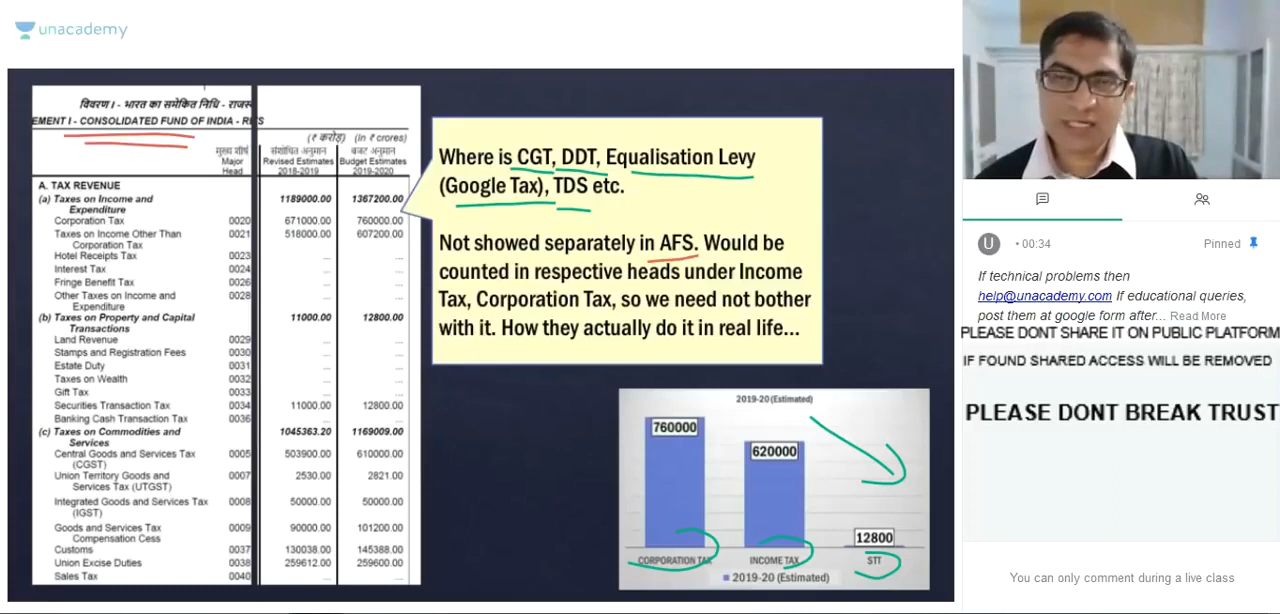 unacademy
विवरण I - भारत का समेकित निधि - राजस्
EMENT I - CONSOLIDATED FUND OF INDIA - RES
(₹ करोड़) (In ₹ crores)
मुख्य शीर्ष संशोधित अनुमान बजट अनुमान
Major Revised Estimates Budget Estimates
Head 2018-2019 2019-2020
A. TAX REVENUE
(a) Taxes on Income and 1189000.00 1367200.00
Expenditure
Corporation Tax 0020 671000.00 760000.00
Taxes on Income Other Than 0021 518000.00 607200.00
Corporation Tax
Hotel Receipts Tax 0023 ... ...
Interest Tax 0024 ... ...
Fringe Benefit Tax 0026 ... ...
Other Taxes on Income and 0028 ... ...
Expenditure
(b) Taxes on Property and Capital 11000.00 12800.00
Transactions
Land Revenue 0029 ... ...
Stamps and Registration Fees 0030 ... ...
Estate Duty 0031 ... ...
Taxes on Wealth 0032 ... ...
Gift Tax 0033 ... ...
Securities Transaction Tax 0034 11000.00 12800.00
Banking Cash Transaction Tax 0036 ... ...
(c) Taxes on Commodities and 1045363.20 1169009.00
Services
Central Goods and Services Tax 0005 503900.00 610000.00
(CGST)
Union Territory Goods and 0007 2530.00 2821.00
Services Tax (UTGST)
Integrated Goods and Services Tax 0008 50000.00 50000.00
(IGST)
Goods and Services Tax 0009 90000.00 101200.00
Compensation Cess
Customs 0037 130038.00 145388.00
Union Excise Duties 0038 259612.00 259600.00
Sales Tax 0040 ... ...
Where is CGT, DDT, Equalisation Levy
(Google Tax), TDS etc.
Not showed separately in AFS. Would be
counted in respective heads under Income
Tax, Corporation Tax, so we need not bother
with it. How they actually do it in real life...
2019-20 (Estimated)
760000
620000
12800
CORPORATION TAX INCOME TAX STT
2019-20 (Estimated)
U • 00:34 Pinned
If technical problems then
help@unacademy.com If educational queries,
post them at google form after... Read More
PLEASE DONT SHARE IT ON PUBLIC PLATFORM
IF FOUND SHARED ACCESS WILL BE REMOVED
PLEASE DONT BREAK TRUST
You can only comment during a live class